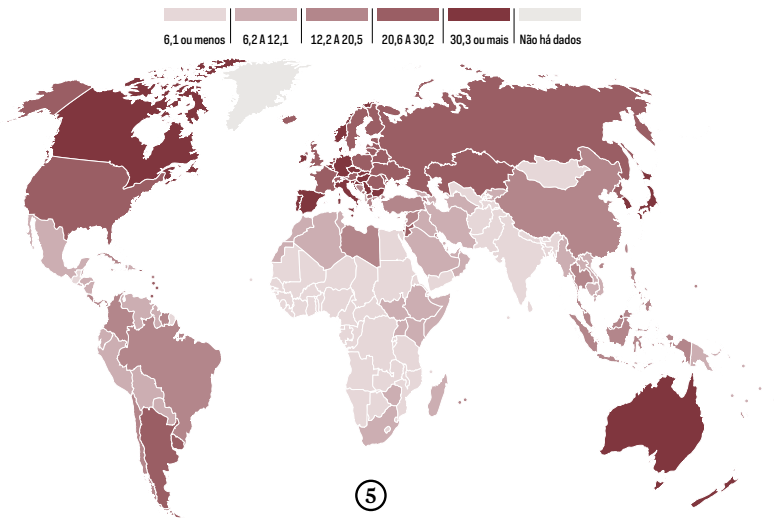 6,1 ou menos
6,2 A 12,1
12,2 A 20,5
20,6 A 30,2
30,3 ou mais
Não há dados
5